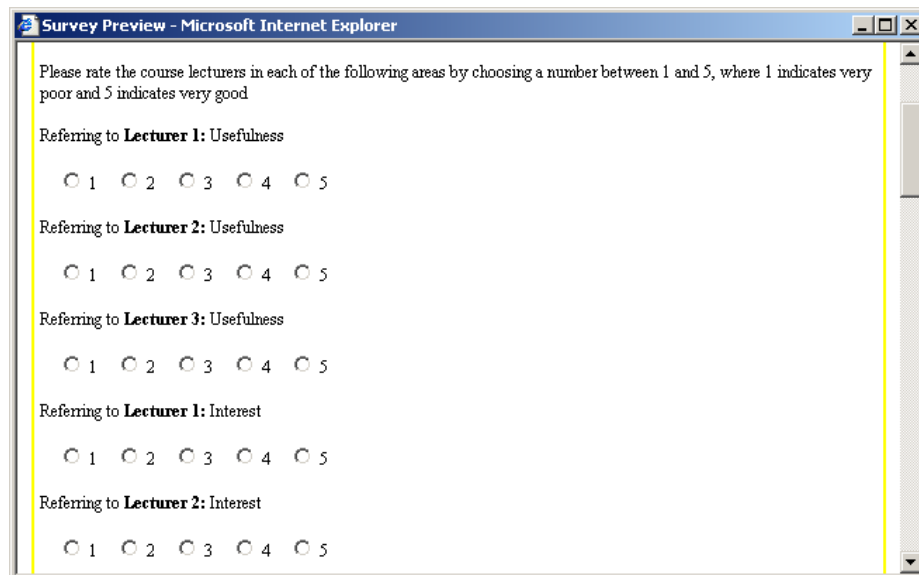 Survey Preview - Microsoft Internet Explorer
Please rate the course lecturers in each of the following areas by choosing a number between 1 and 5, where 1 indicates very
poor and 5 indicates very good
Referring to Lecturer 1: Usefulness
1 2 3 4 5
Referring to Lecturer 2: Usefulness
1 2 3 4 5
Referring to Lecturer 3: Usefulness
1 2 3 4 5
Referring to Lecturer 1: Interest
1 2 3 4 5
Referring to Lecturer 2: Interest
1 2 3 4 5